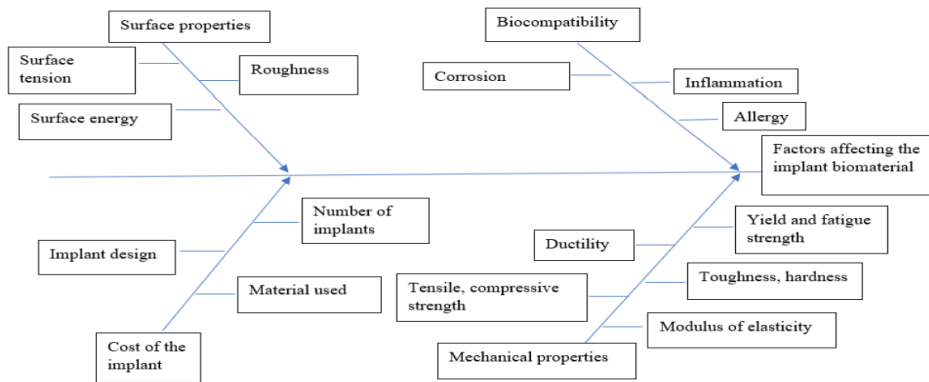 Surface properties
Biocompatibility
Surface
tension
Roughness
Corrosion
Inflammation
Surface energy
Allergy
Factors affecting the
implant biomaterial
Number of
implants
Yield and fatigue
strength
Implant design
Ductility
Material used
Tensile, compressive
strength
Toughness, hardness
Modulus of elasticity
Cost of the
implant
Mechanical properties